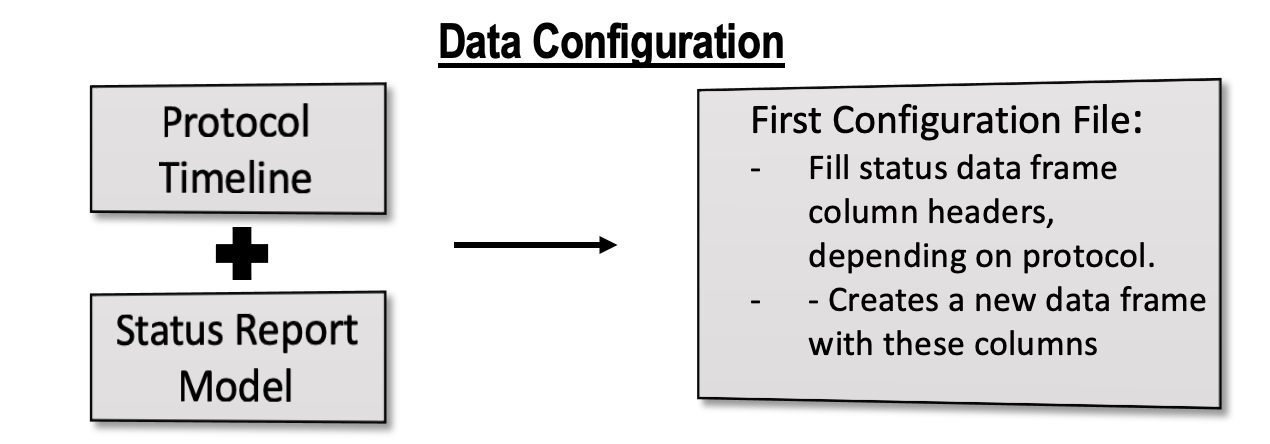 Data Configuration
Protocol
Timeline
Status Report
Model
First Configuration File:
- Fill status data frame
column headers,
depending on protocol.
- - Creates a new data frame
with these columns